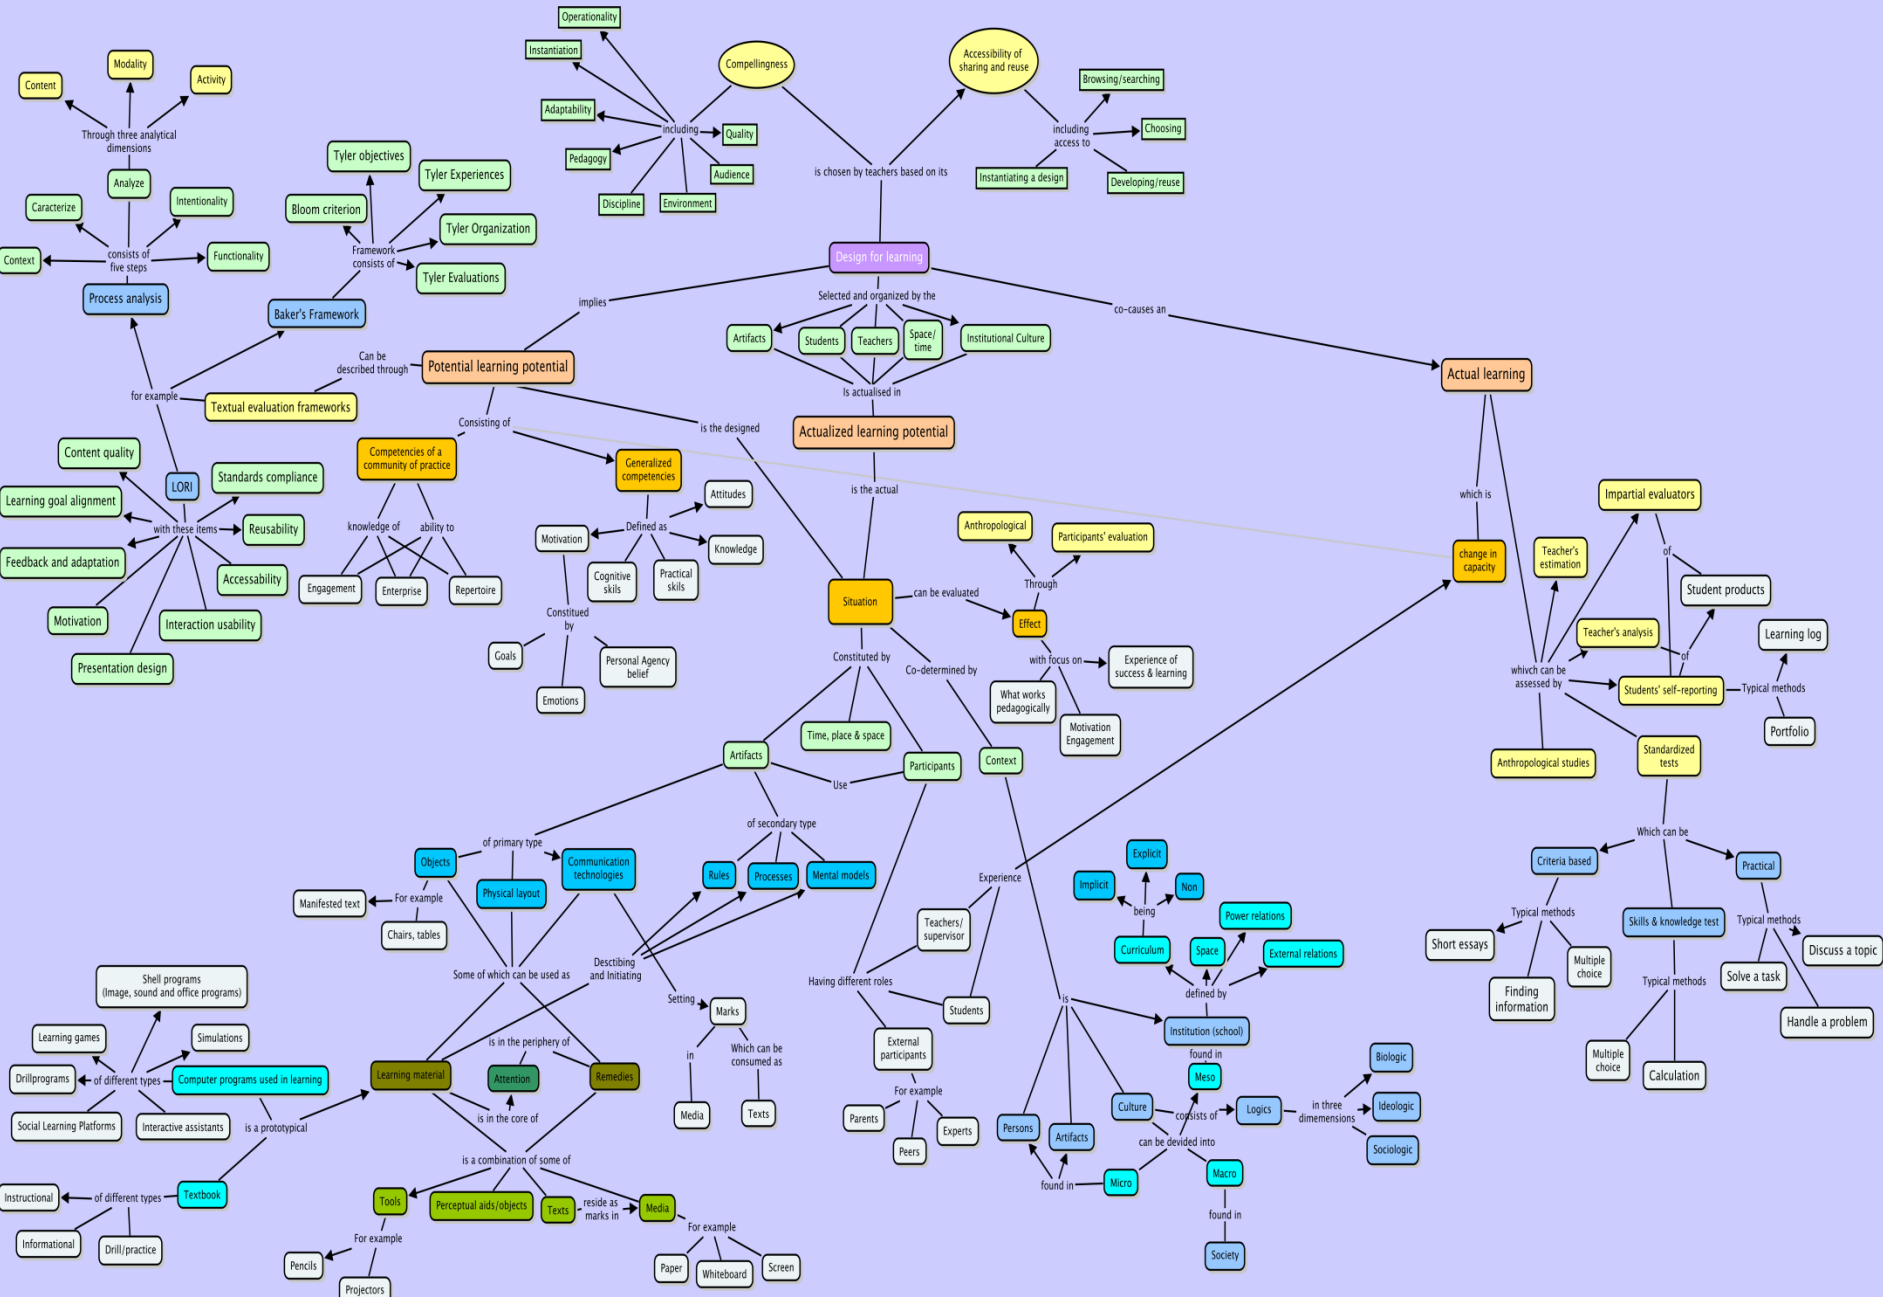 Operationality
Instantiation
Compellingness
Accessibility of
sharing and reuse
Modality
Content
Activity
Browsing/searching
Adaptability
including
Quality
including
access to
Choosing
Through three analytical
dimensions
Tyler objectives
Pedagogy
Audience
is chosen by teachers based on its
Instantiating a design
Developing/reuse
Analyze
Tyler Experiences
Caracterize
Intentionality
Bloom criterion
Discipline
Environment
Tyler Organization
Context
consists of
five steps
Functionality
Framework
consists of
Tyler Evaluations
Design for learning
Process analysis
Baker's Framework
implies
Selected and organized by the
co-causes an
Artifacts
Students
Teachers
Space/
time
Institutional Culture
Can be
described through
Potential learning potential
Actual learning
for example
Textual evaluation frameworks
Is actualised in
Consisting of
is the designed
Actualized learning potential
Content quality
Competencies of a
community of practice
Generalized
competencies
LORI
Standards compliance
Attitudes
is the actual
which is
Impartial evaluators
Learning goal alignment
with these items
Reusability
knowledge of
ability to
Defined as
Motivation
Knowledge
Anthropological
Participants' evaluation
change in
capacity
Teacher's
estimation
of
Feedback and adaptation
Accessability
Engagement
Enterprise
Repertoire
Cognitive
skils
Practical
skils
Situation
can be evaluated
Through
Student products
Motivation
Interaction usability
Constitued
by
Effect
Teacher's analysis
Learning log
Presentation design
Goals
Personal Agency
belief
Emotions
Constituted by
Co-determined by
with focus on
Experience of
success & learning
What works
pedagogically
Motivation
Engagement
whivch can be
assessed by
of
Students' self-reporting
Typical methods
Portfolio
Time, place & space
Artifacts
Use
Participants
Context
Anthropological studies
Standardized
tests
of primary type
of secondary type
Which can be
Objects
Physical layout
Communication
technologies
Rules
Processes
Mental models
Experience
Explicit
Implicit
Non
being
Criteria based
Practical
Manifested text
For example
Chairs, tables
Teachers/
supervisor
Curriculum
Space
Power relations
External relations
Typical methods
Skills & knowledge test
Typical methods
Short essays
Multiple
choice
Finding
information
Discuss a topic
Solve a task
Handle a problem
Some of which can be used as
Desctibing
and Initiating
Having different roles
defined by
Typical methods
Shell programs
(Image, sound and office programs)
Setting
Marks
Students
is
Institution (school)
Learning games
Simulations
in
Which can be
consumed as
External
participants
found in
Meso
Biologic
Multiple
choice
Calculation
Drillprograms
of different types
Computer programs used in learning
Learning material
is in the periphery of
Attention
Remedies
For example
Social Learning Platforms
Interactive assistants
is a prototypical
is in the core of
Media
Texts
Parents
Experts
Peers
Persons
Artifacts
Culture
consists of
Logics
in three
dimemensions
Ideologic
Sociologic
can be devided into
is a combination of some of
found in
Micro
Macro
Instructional
of different types
Textbook
Tools
Perceptual aids/objects
Texts
reside as
marks in
Media
found in
Informational
Drill/practice
For example
Pencils
Projectors
For example
Paper
Whiteboard
Screen
Society